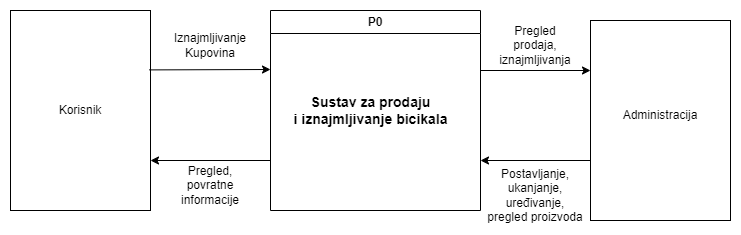 P0
Iznajmljivanje
Kupovina
Pregled
prodaja,
iznajmljivanja
Korisnik
Sustav za prodaju
i iznamljivanje bicikala
Administracija
Pregled,
povratne
informacije
Postavljanje,
ukanjanje,
uređivanje,
pregled proizvoda